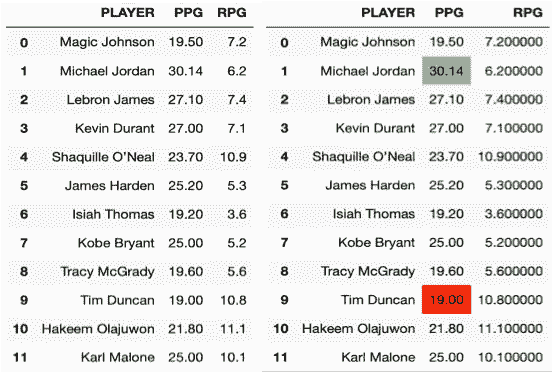 PLAYER PPG RPG
0 Magic Johnson 19.50 7.2
1 Michael Jordan 30.14 6.2
2 Lebron James 27.10 7.4
3 Kevin Durant 27.00 7.1
4 Shaquille O’Neal 23.70 10.9
5 James Harden 25.20 5.3
6 Isiah Thomas 19.20 3.6
7 Kobe Bryant 25.00 5.2
8 Tracy McGrady 19.60 5.6
9 Tim Duncan 19.00 10.8
10 Hakeem Olajuwon 21.80 11.1
11 Karl Malone 25.00 10.1
PLAYER PPG RPG
0 Magic Johnson 19.50 7.200000
1 Michael Jordan 30.14 6.200000
2 Lebron James 27.10 7.400000
3 Kevin Durant 27.00 7.100000
4 Shaquille O’Neal 23.70 10.900000
5 James Harden 25.20 5.300000
6 Isiah Thomas 19.20 3.600000
7 Kobe Bryant 25.00 5.200000
8 Tracy McGrady 19.60 5.600000
9 Tim Duncan 19.00 10.800000
10 Hakeem Olajuwon 21.80 11.100000
11 Karl Malone 25.00 10.100000